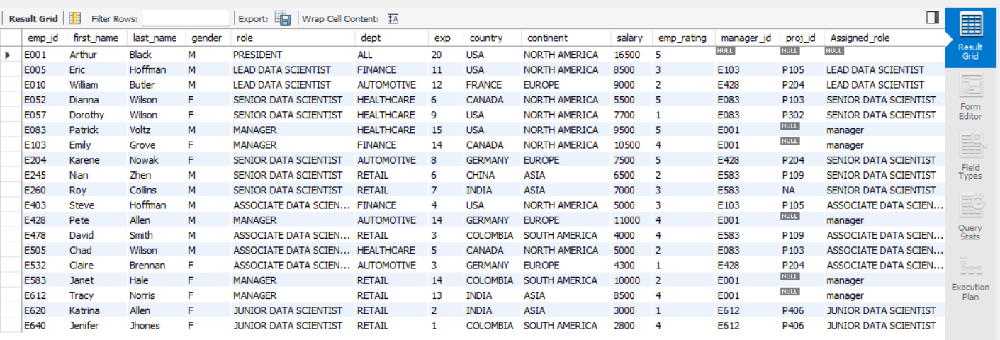 Result Grid Filter Rows: Export: Wrap Cell Content: IA
emp_id first_name last_name gender role dept exp country continent salary emp_rating manager_id proj_id Assigned_role
E001 Arthur Black M PRESIDENT ALL 20 USA NORTH AMERICA 16500 5 NULL NULL NULL
E005 Eric Hoffman M LEAD DATA SCIENTIST FINANCE 11 USA NORTH AMERICA 8500 3 E103 P105 LEAD DATA SCIENTIST
E010 William Butler M LEAD DATA SCIENTIST AUTOMOTIVE 12 FRANCE EUROPE 9000 2 E428 P204 LEAD DATA SCIENTIST
E052 Dianna Wilson F SENIOR DATA SCIENTIST HEALTHCARE 6 CANADA NORTH AMERICA 5500 5 E083 P103 SENIOR DATA SCIENTIST
E057 Dorothy Wilson F SENIOR DATA SCIENTIST HEALTHCARE 9 USA NORTH AMERICA 7700 1 E083 P302 SENIOR DATA SCIENTIST
E083 Patrick Voltz M MANAGER HEALTHCARE 15 USA NORTH AMERICA 9500 5 E001 NULL manager
E103 Emily Grove F MANAGER FINANCE 14 CANADA NORTH AMERICA 10500 4 E001 NULL manager
E204 Karene Nowak F SENIOR DATA SCIENTIST AUTOMOTIVE 8 GERMANY EUROPE 7500 5 E428 P204 SENIOR DATA SCIENTIST
E245 Nian Zhen M SENIOR DATA SCIENTIST RETAIL 6 CHINA ASIA 6500 2 E583 P109 SENIOR DATA SCIENTIST
E260 Roy Collins M SENIOR DATA SCIENTIST RETAIL 7 INDIA ASIA 7000 3 E583 NA SENIOR DATA SCIENTIST
E403 Steve Hoffman M ASSOCIATE DATA SCIEN... FINANCE 4 USA NORTH AMERICA 5000 3 E103 P105 ASSOCIATE DATA SCIEN...
E428 Pete Allen M MANAGER AUTOMOTIVE 14 GERMANY EUROPE 11000 4 E001 NULL manager
E478 David Smith M ASSOCIATE DATA SCIEN... RETAIL 3 COLOMBIA SOUTH AMERICA 4000 4 E583 P109 ASSOCIATE DATA SCIEN...
E505 Chad Wilson M ASSOCIATE DATA SCIEN... HEALTHCARE 5 CANADA NORTH AMERICA 5000 2 E083 P103 ASSOCIATE DATA SCIEN...
E532 Claire Brennan F ASSOCIATE DATA SCIEN... AUTOMOTIVE 3 GERMANY EUROPE 4300 1 E428 P204 ASSOCIATE DATA SCIEN...
E583 Janet Hale F MANAGER RETAIL 14 COLOMBIA SOUTH AMERICA 10000 2 E001 NULL manager
E612 Tracy Norris F MANAGER RETAIL 13 INDIA ASIA 8500 4 E001 NULL manager
E620 Katrina Allen F JUNIOR DATA SCIENTIST RETAIL 2 INDIA ASIA 3000 1 E612 P406 JUNIOR DATA SCIENTIST
E640 Jenifer Jhones F JUNIOR DATA SCIENTIST RETAIL 1 COLOMBIA SOUTH AMERICA 2800 4 E612 P406 JUNIOR DATA SCIENTIST
Result
Grid
Form
Editor
Field
Types
Query
Stats
Execution
Plan